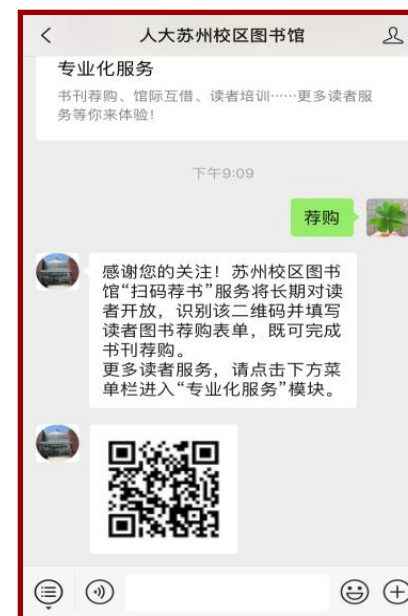 人大苏州校区图书馆
专业化服务
书刊荐购、馆际互借、读者培训……更多读者服
务等你来体验！
下午9:09
荐购
感谢您的关注！苏州校区图书
馆“扫码荐书”服务将长期对读
者开放，识别该二维码并填写
读者图书荐购表单，既可完成
书刊荐购。
更多读者服务，请点击下方菜
单栏进入“专业化服务”模块。